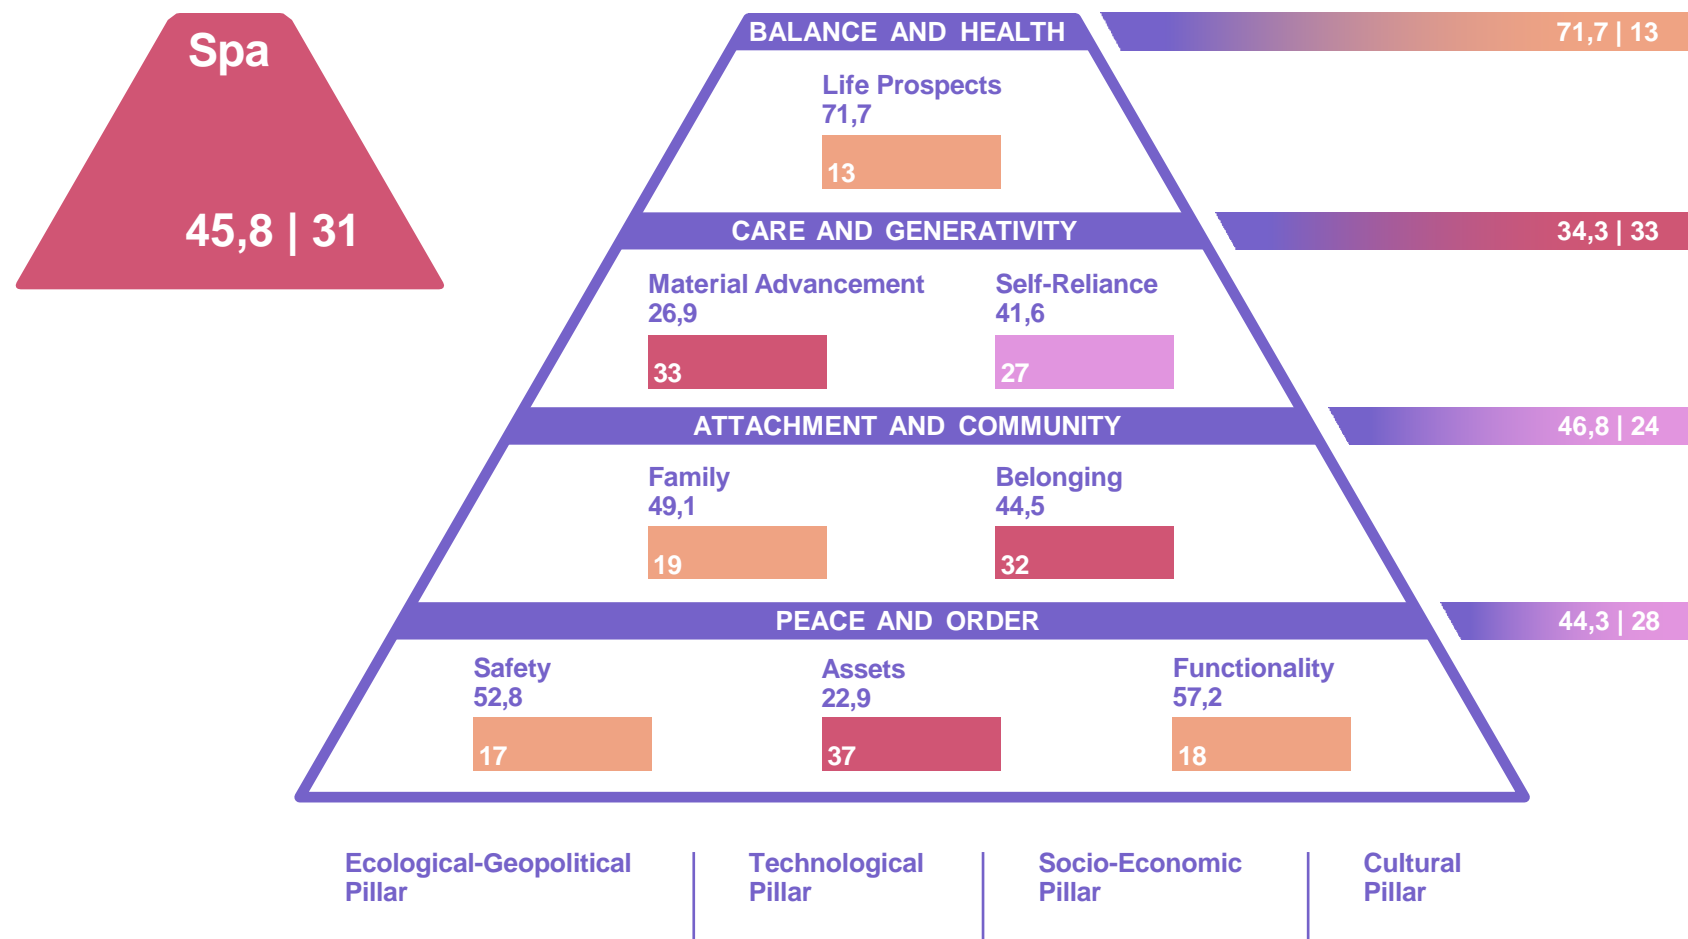 Spa
45,8 | 31
BALANCE AND HEALTH
71,7 | 13
Life Prospects
71,7
13
CARE AND GENERATIVITY
34,3 | 33
Material Advancement
26,9
33
Self-Reliance
41,6
27
ATTACHMENT AND COMMUNITY
46,8 | 24
Family
49,1
19
Belonging
44,5
32
PEACE AND ORDER
44,3 | 28
Safety
52,8
17
Assets
22,9
37
Functionality
57,2
18
Ecological-Geopolitical
Pillar
Technological
Pillar
Socio-Economic
Pillar
Cultural
Pillar